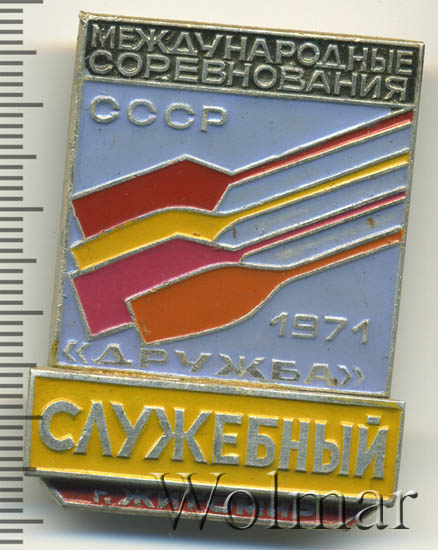 МЕЖДУНАРОДНЫЕ
СОРЕВНОВАНИЯ
СССР
1971
«ДРУЖБА»
СЛУЖЕБНЫЙ
Wolmar